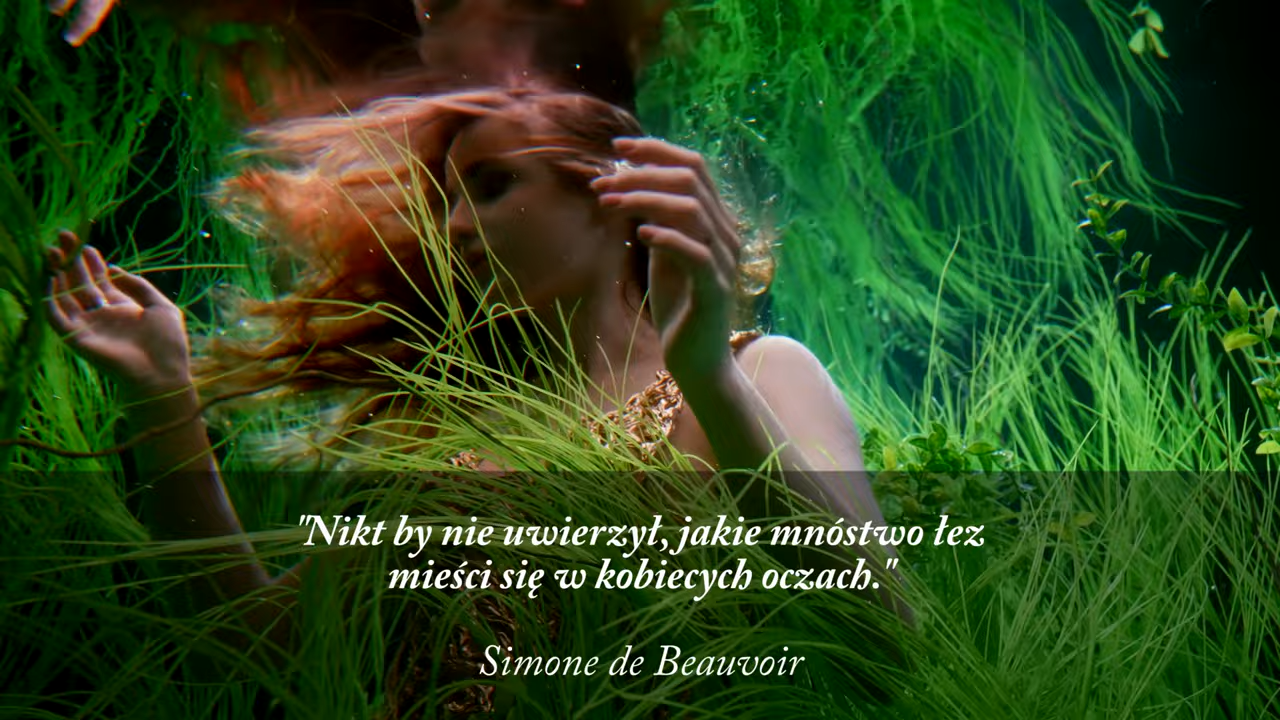 "Nikt by nie uwierzył, jakie mnóstwo łez
mieści się w kobiecych oczach."
Simone de Beauvoir